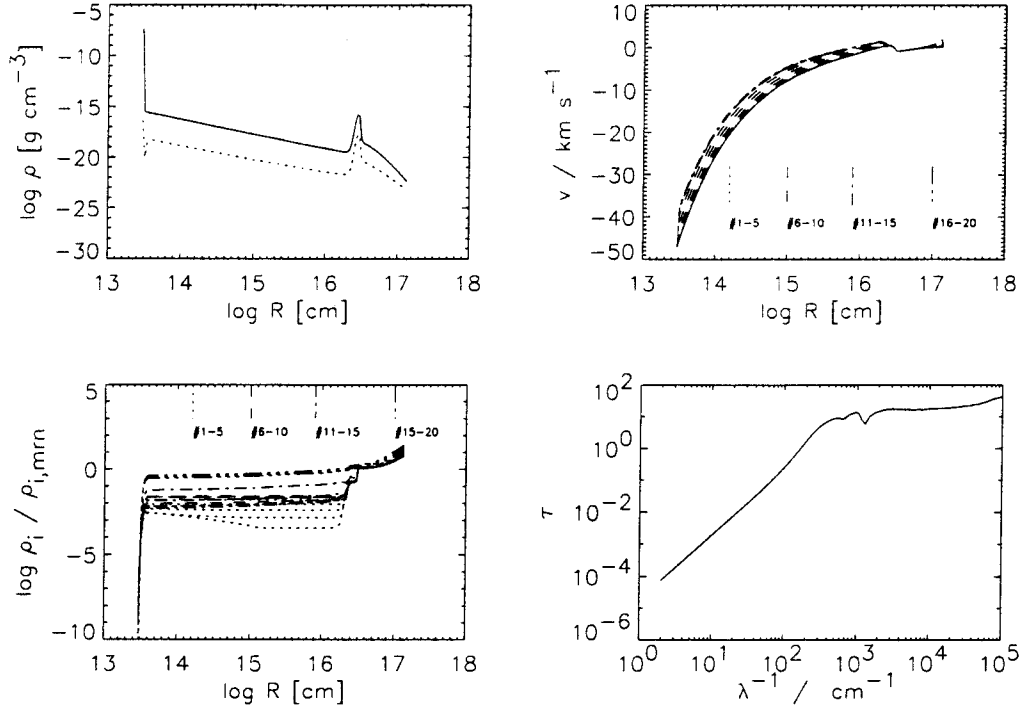 log ρ [g cm⁻³]
-5
-10
-15
-20
-25
-30
13 14 15 16 17 18
log R [cm]
v / km s⁻¹
10
0
-10
-20
-30
-40
-50
#1-5 #6-10 #11-15 #16-20
13 14 15 16 17 18
log R [cm]
log ρᵢ / ρᵢ,mrn
5
0
-5
-10
#1-5 #6-10 #11-15 #15-20
13 14 15 16 17 18
log R [cm]
τ
10²
10⁰
10⁻²
10⁻⁴
10⁻⁶
10⁰ 10¹ 10² 10³ 10⁴ 10⁵
λ⁻¹ / cm⁻¹